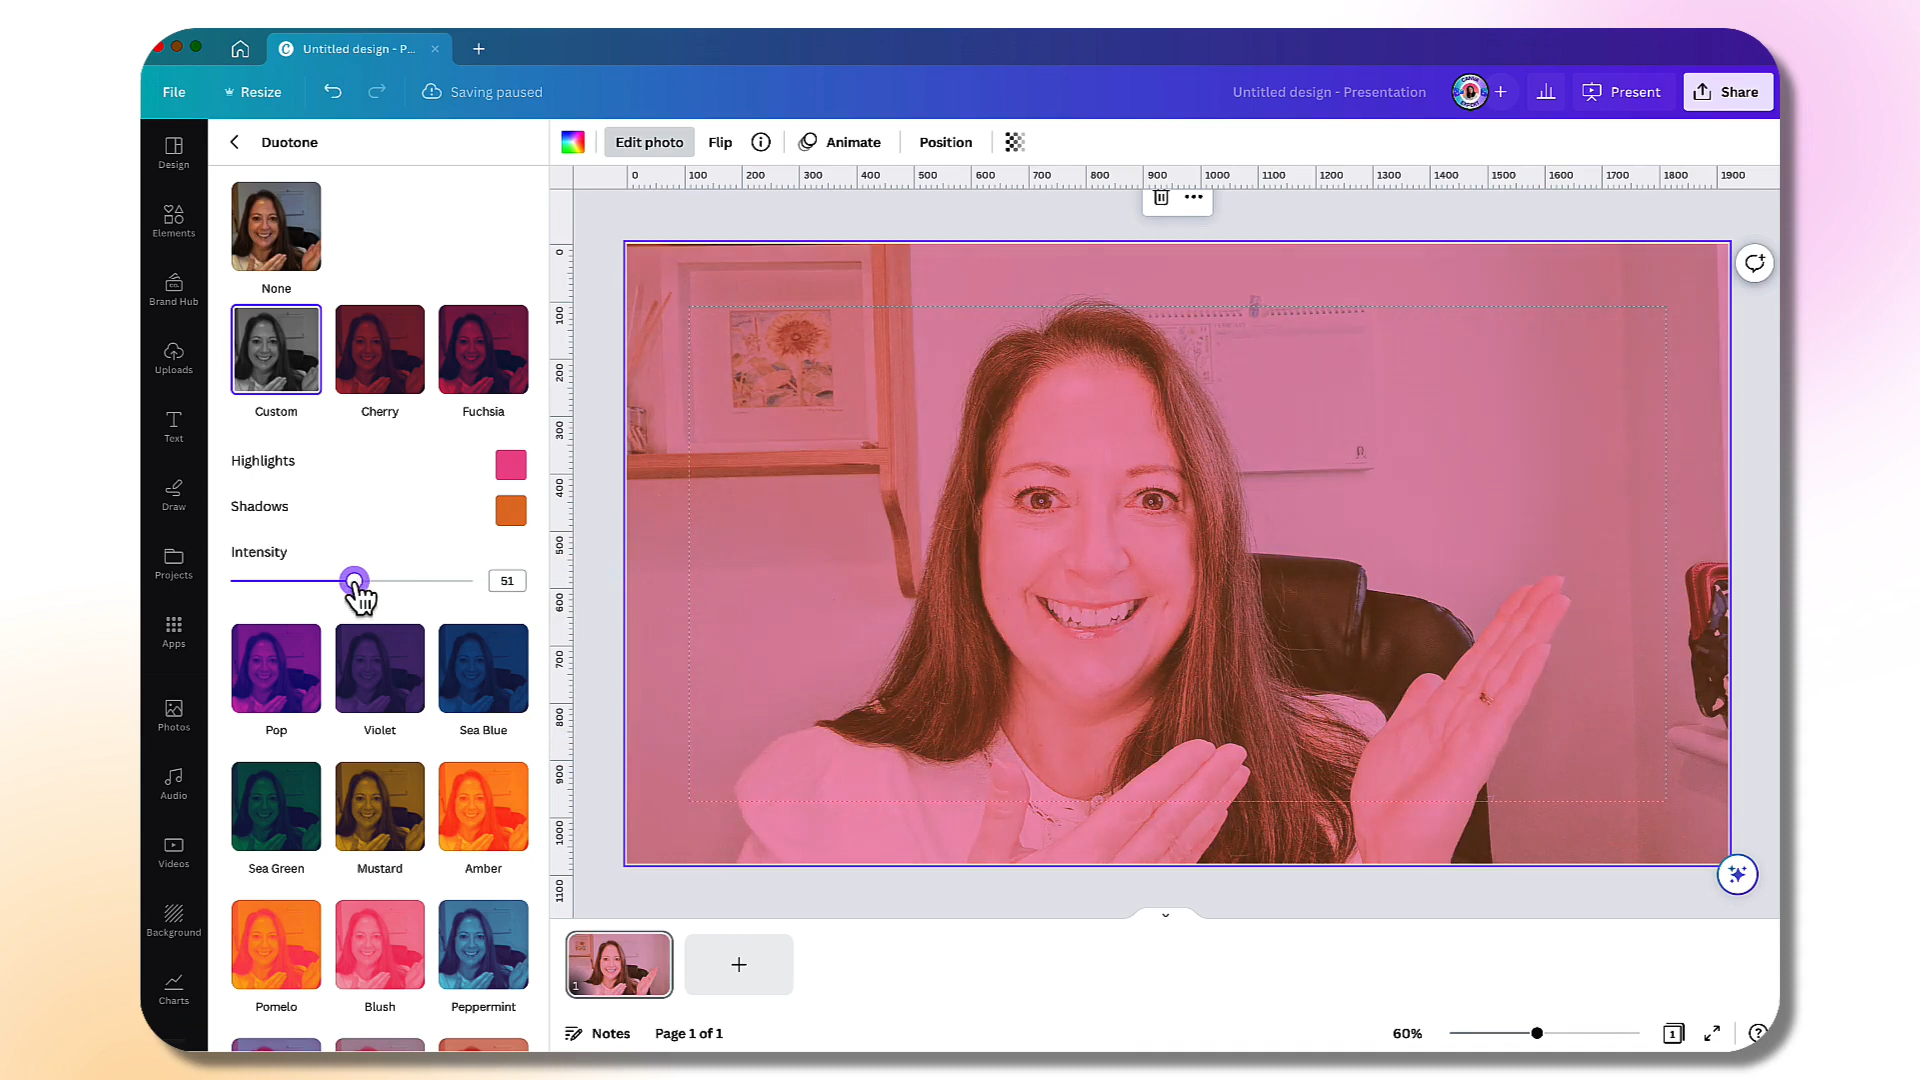 Untitled design - P...
File
Resize
Saving paused
Untitled design - Presentation
Present
Share
Design
Elements
Brand Hub
Uploads
Text
Draw
Projects
Apps
Photos
Audio
Videos
Background
Charts
Duotone
None
Custom
Cherry
Fuchsia
Highlights
Shadows
Intensity
51
Pop
Violet
Sea Blue
Sea Green
Mustard
Amber
Pomelo
Blush
Peppermint
Edit photo
Flip
Animate
Position
0 100 200 300 400 500 600 700 800 900 1000 1100 1200 1300 1400 1500 1600 1700 1800 1900
0
100
200
300
400
500
600
700
800
900
1000
1100
1
Notes
Page 1 of 1
60%
1
?